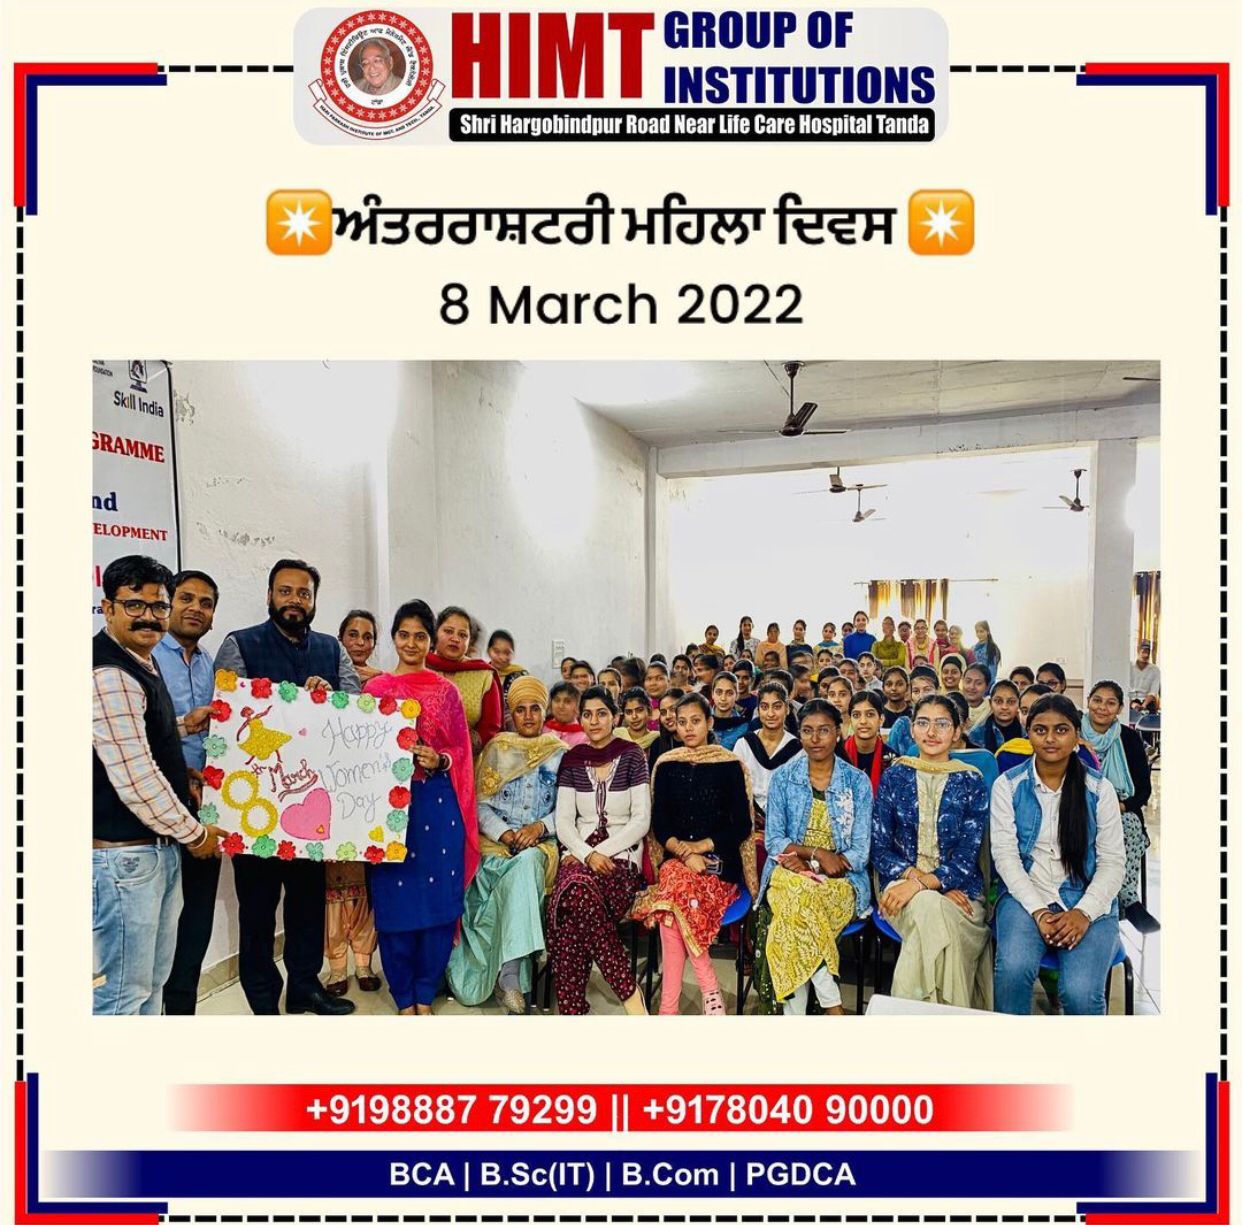 HIMT GROUP OF
INSTITUTIONS
Shri Hargobindpur Road Near Life Care Hospital Tanda
ਅੰਤਰਰਾਸ਼ਟਰੀ ਮਹਿਲਾ ਦਿਵਸ
8 March 2022
Skill India
GRAMME
nd
ELOPMENT
Happy
Women's
Day
8th March
+9198887 79299 || +9178040 90000
BCA | B.Sc(IT) | B.Com | PGDCA